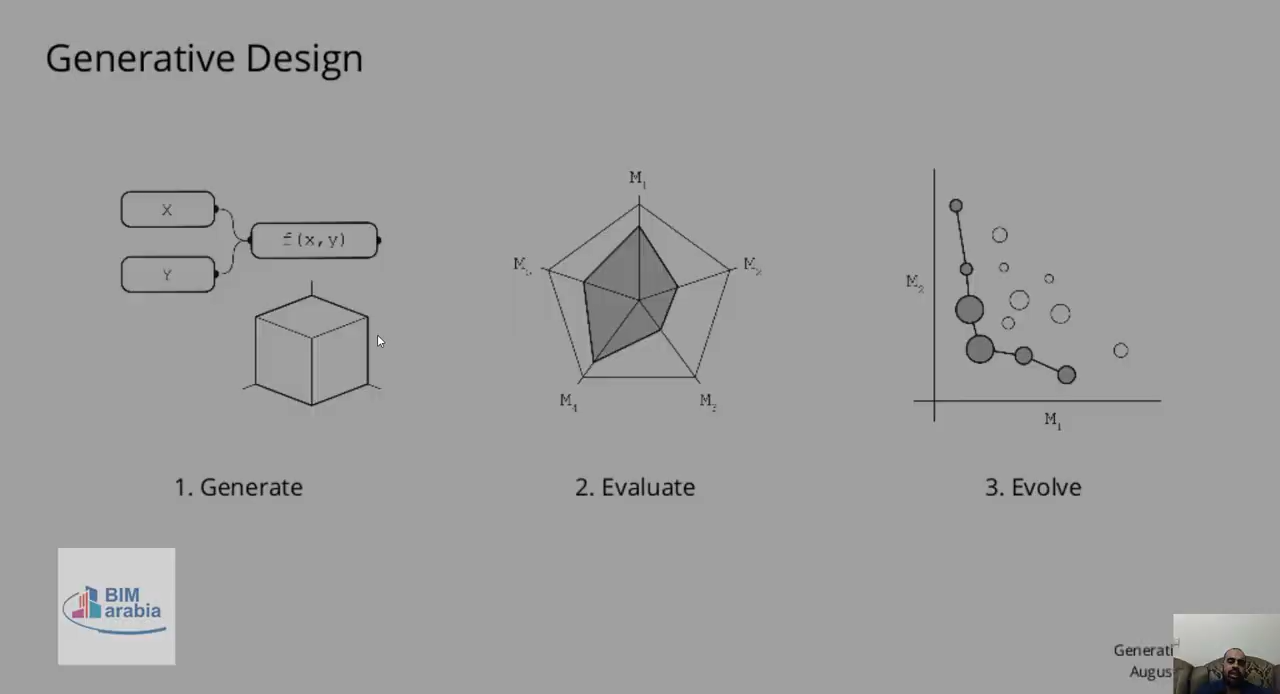 Generative Design
X
Y
f(x,y)
M1
M2
M3
M4
M5
M2
M1
1. Generate
2. Evaluate
3. Evolve
BIM
arabia
Generati
Augus